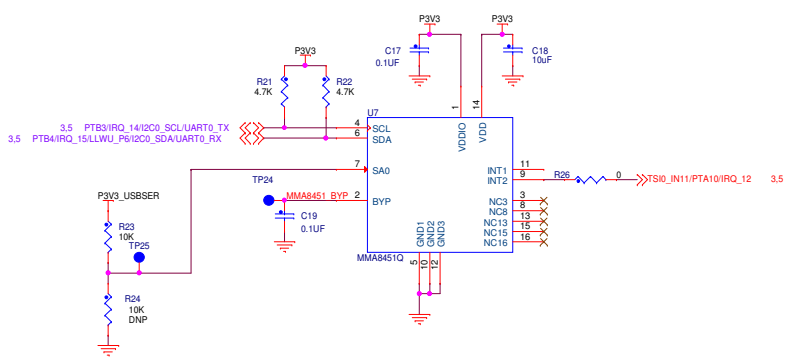 P3V3
P3V3
C17
0.1UF
C18
10uF
P3V3
R21
4.7K
R22
4.7K
U7
1
14
VDDIO
VDD
3,5 PTB3/IRQ_14/I2C0_SCL/UART0_TX
4
SCL
3,5 PTB4/IRQ_15/LLWU_P6/I2C0_SDA/UART0_RX
6
SDA
7
SA0
INT1
11
INT2
9
R26
0
TSI0_IN11/PTA10/IRQ_12 3,5
TP24
MMA8451_BYP
2
BYP
NC3
3
NC8
8
NC13
13
NC15
15
NC16
16
C19
0.1UF
P3V3_USBSER
R23
10K
TP25
GND1
GND2
GND3
MMA8451Q
5
10
12
R24
10K
DNP